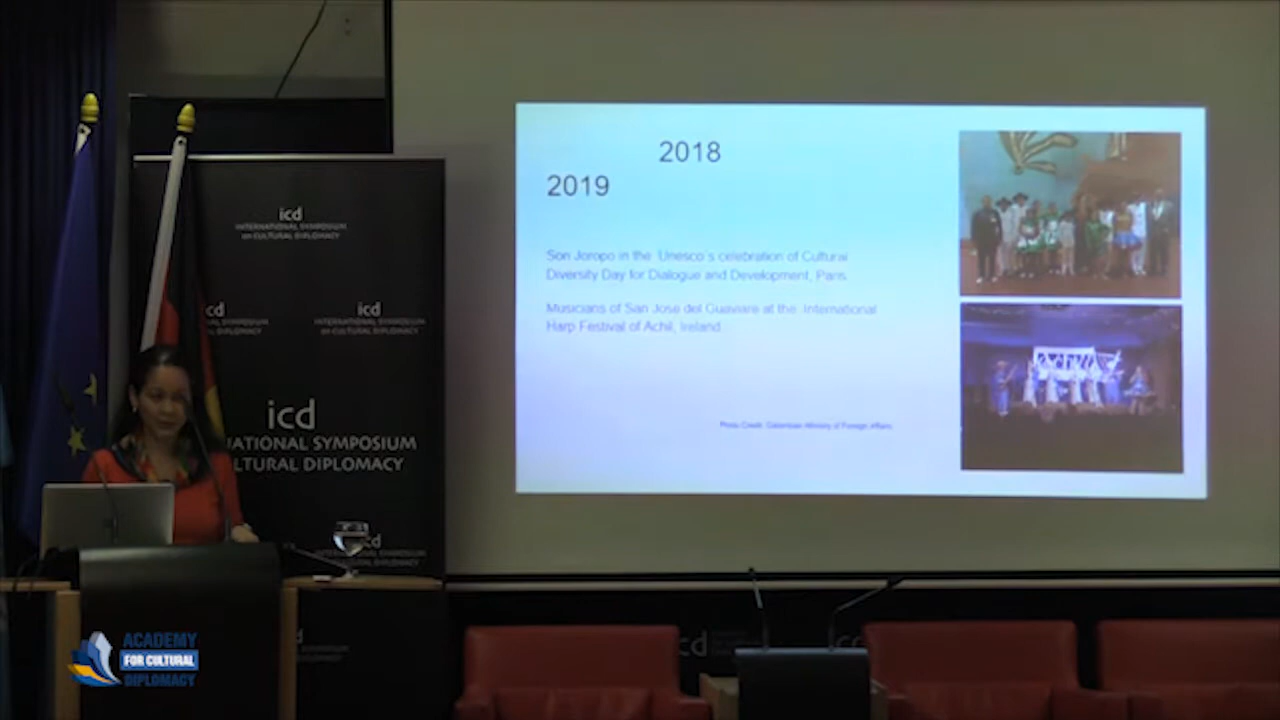 2018
2019
Son Joropo in the Unesco´s celebration of Cultural
Diversity Day for Dialogue and Development, Paris
Musicians of San Jose del Guaviare at the International
Harp Festival of Achil, Ireland
Photo Credit: Colombian Ministry of Foreign Affairs
icd
INTERNATIONAL SYMPOSIUM
on CULTURAL DIPLOMACY
icd
icd
icd
NATIONAL SYMPOSIUM
LTURAL DIPLOMACY
ACADEMY
FOR CULTURAL
DIPLOMACY